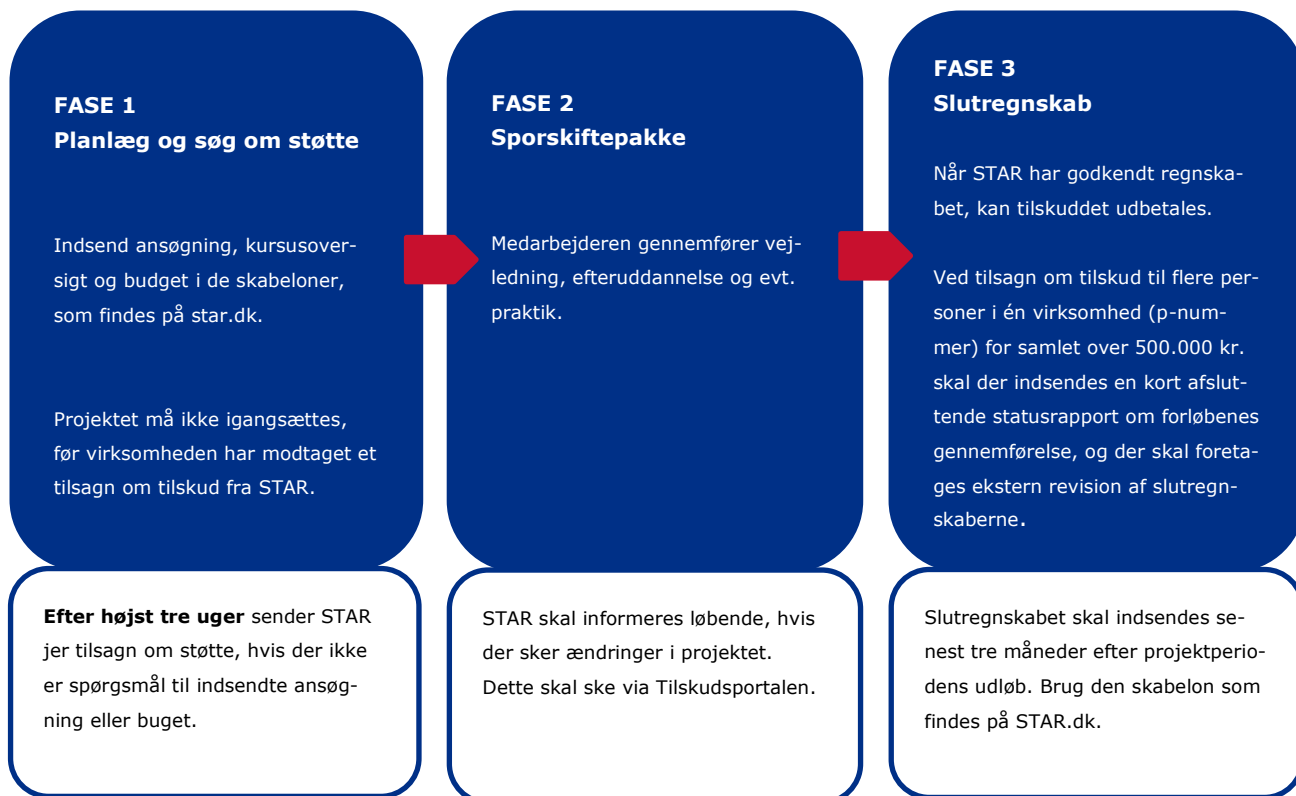 FASE 1
Planlæg og søg om støtte
Indsend ansøgning, kursusover-
sigt og budget i de skabeloner,
som findes på star.dk.
Projektet må ikke igangsættes,
før virksomheden har modtaget et
tilsagn om tilskud fra STAR.
Efter højst tre uger sender STAR
jer tilsagn om støtte, hvis der ikke
er spørgsmål til indsendte ansøg-
ning eller buget.
FASE 2
Sporskiftepakke
Medarbejderen gennemfører vej-
ledning, efteruddannelse og evt.
praktik.
STAR skal informeres løbende, hvis
der sker ændringer i projektet.
Dette skal ske via Tilskudsportalen.
FASE 3
Slutregnskab
Når STAR har godkendt regnska-
bet, kan tilskuddet udbetales.
Ved tilsagn om tilskud til flere per-
soner i én virksomhed (p-num-
mer) for samlet over 500.000 kr.
skal der indsendes en kort afslut-
tende statusrapport om forløbenes
gennemførelse, og der skal foreta-
ges ekstern revision af slutregn-
skaberne.
Slutregnskabet skal indsendes se-
nest tre måneder efter projektperio-
dens udløb. Brug den skabelon som
findes på STAR.dk.